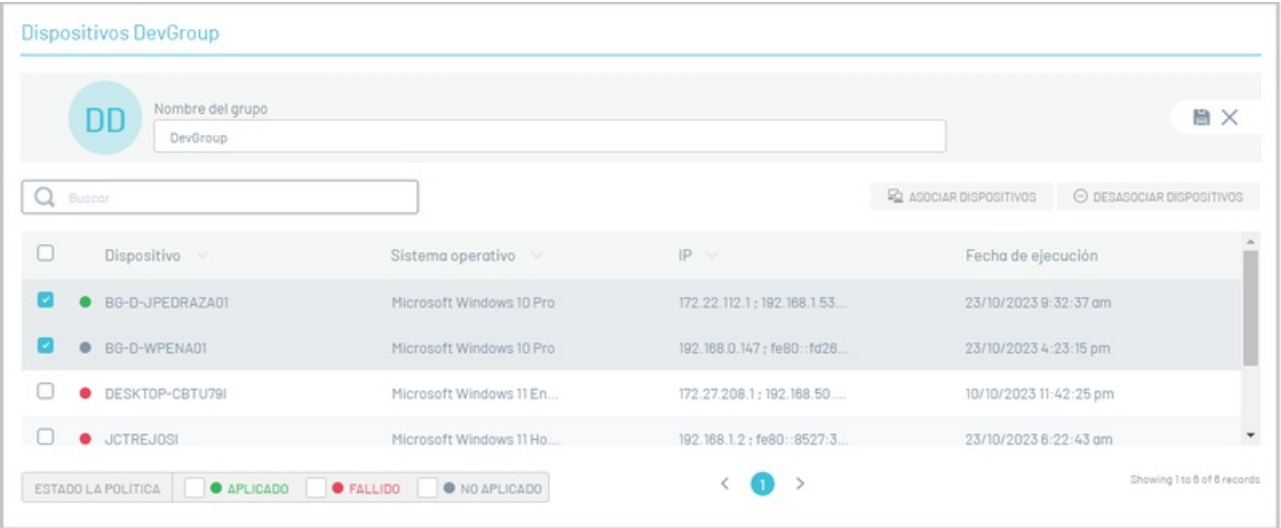 Dispositivos DevGroup
DD
Nombre del grupo
DevGroup
Buscar
ASOCIAR DISPOSITIVOS
DESASOCIAR DISPOSITIVOS
Dispositivo Sistema operativo IP Fecha de ejecución
BG-D-JPEDRAZA01 Microsoft Windows 10 Pro 172.22.112.1 ; 192.168.1.53... 23/10/2023 9:32:37 am
BG-D-WPENA01 Microsoft Windows 10 Pro 192.168.0.147 ; fe80::fd26... 23/10/2023 4:23:15 pm
DESKTOP-CBTU79I Microsoft Windows 11 En... 172.27.208.1 ; 192.168.50.... 10/10/2023 11:42:25 pm
JCTREJOSI Microsoft Windows 11 Ho... 192.168.1.2 ; fe80::8527:3... 23/10/2023 6:22:43 am
ESTADO LA POLÍTICA APLICADO FALLIDO NO APLICADO
1
Showing 1 to 6 of 6 records